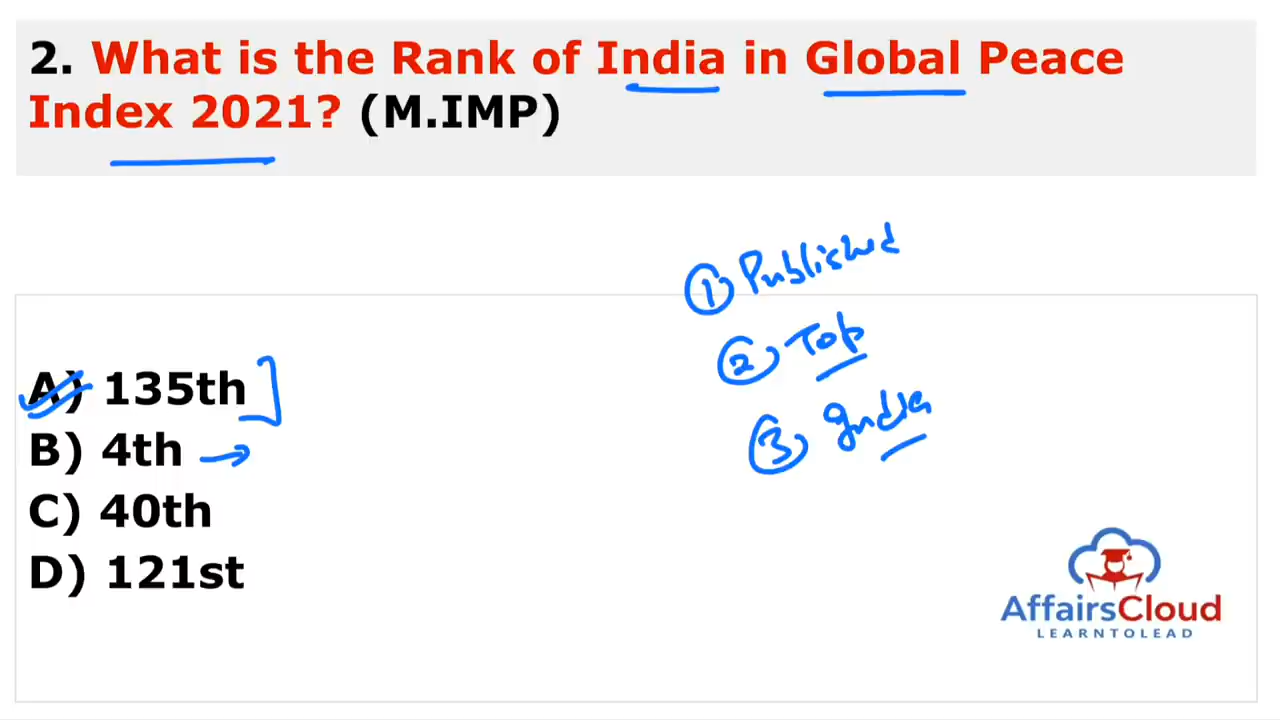 2. What is the Rank of India in Global Peace
Index 2021? (M.IMP)
① Published
② Top
③ India
A) 135th
B) 4th
C) 40th
D) 121st
AffairsCloud
LEARNTOLEAD